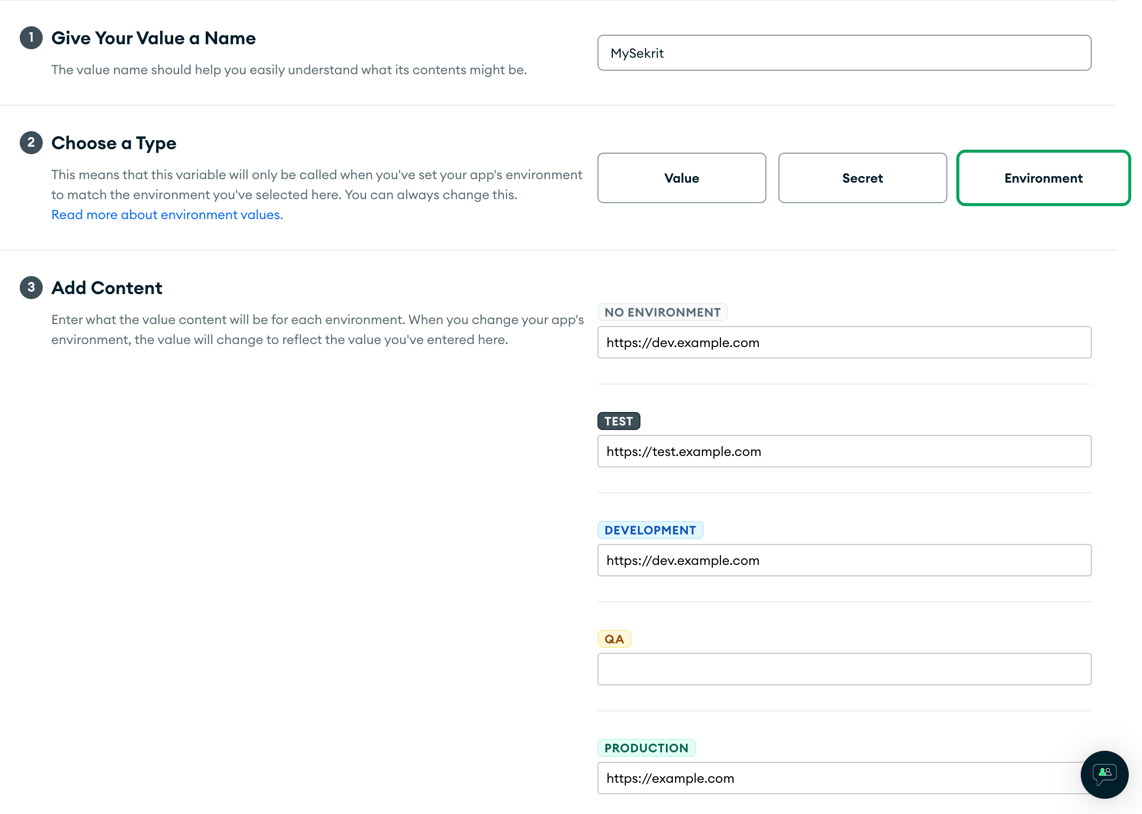 1 Give Your Value a Name
The value name should help you easily understand what its contents might be.
MySekrit
2 Choose a Type
This means that this variable will only be called when you've set your app's environment
to match the environment you've selected here. You can always change this.
Read more about environment values.
Value
Secret
Environment
3 Add Content
Enter what the value content will be for each environment. When you change your app's
environment, the value will change to reflect the value you've entered here.
NO ENVIRONMENT
https://dev.example.com
TEST
https://test.example.com
DEVELOPMENT
https://dev.example.com
QA
PRODUCTION
https://example.com